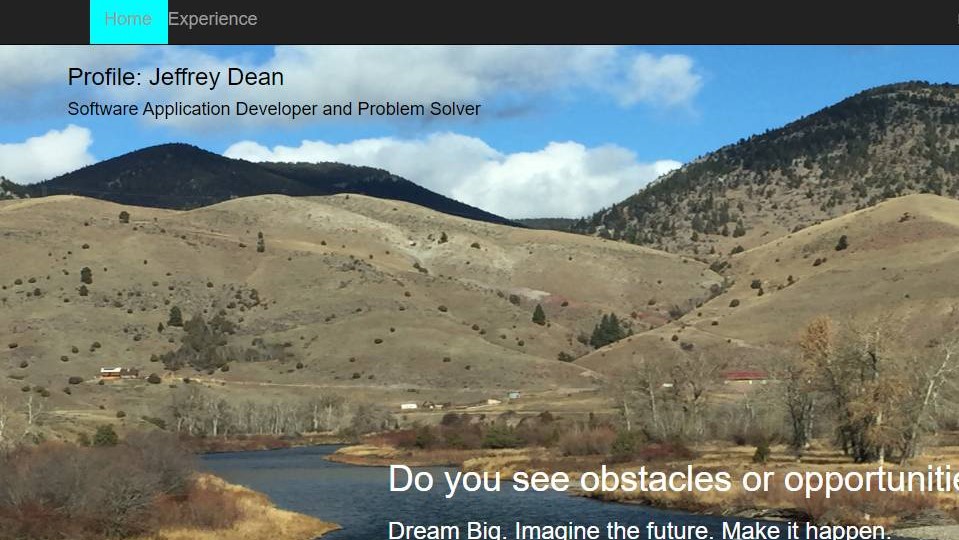 Home Experience
Profile: Jeffrey Dean
Software Application Developer and Problem Solver
Do you see obstacles or opportunitie
Dream Big. Imagine the future. Make it happen.